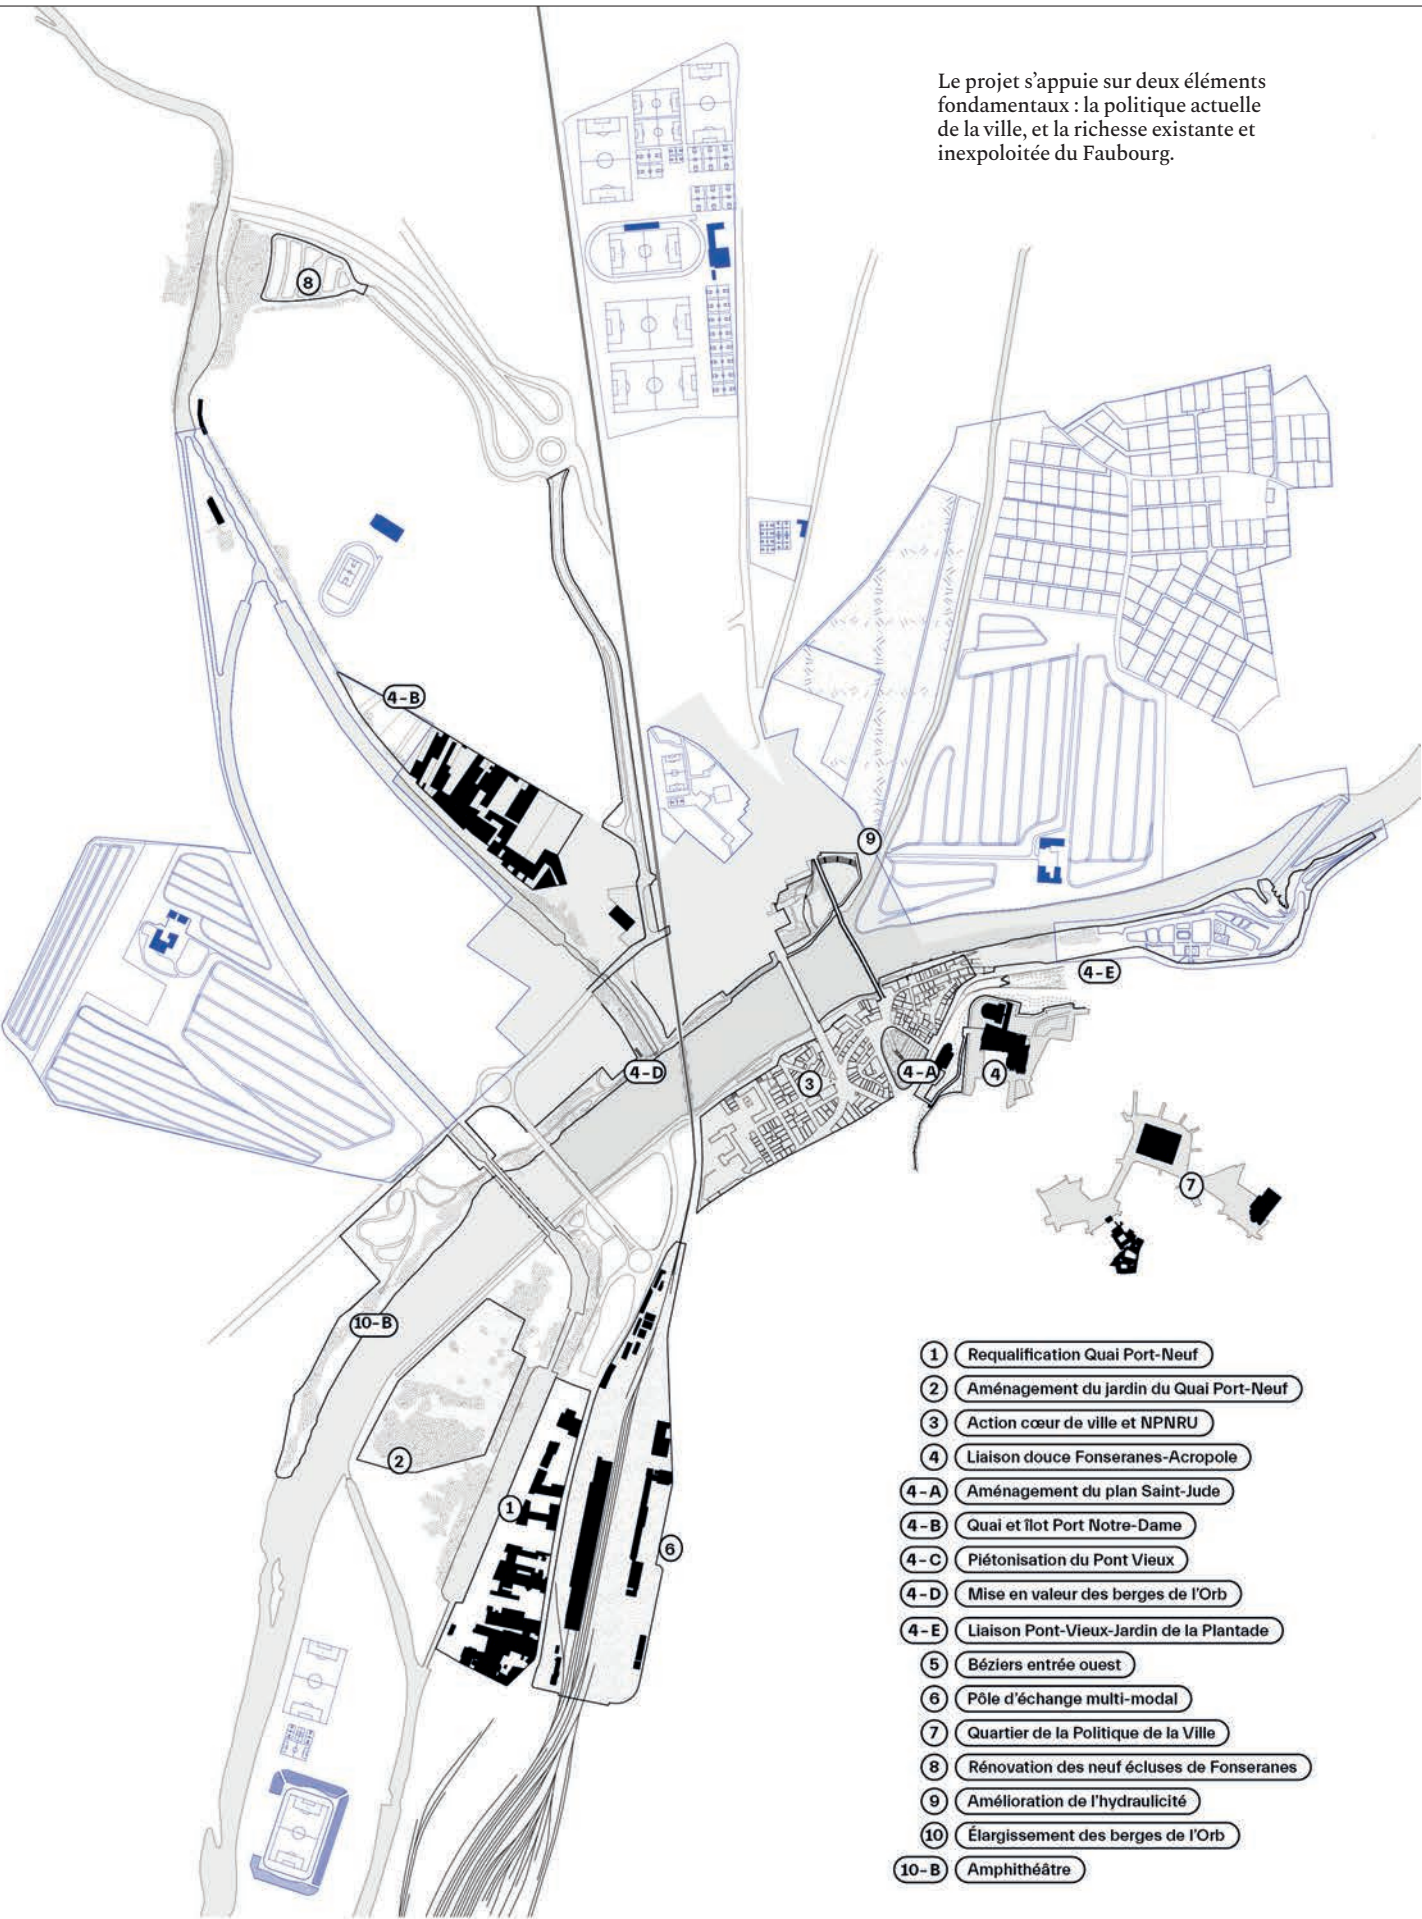 Le projet s'appuie sur deux éléments
fondamentaux : la politique actuelle
de la ville, et la richesse existante et
inexpoloitée du Faubourg.
8
4-B
9
4-E
4-D
3
4-A
4
7
10-B
2
1
6
1 Requalification Quai Port-Neuf
2 Aménagement du jardin du Quai Port-Neuf
3 Action cœur de ville et NPNRU
4 Liaison douce Fonseranes-Acropole
4-A Aménagement du plan Saint-Jude
4-B Quai et îlot Port Notre-Dame
4-C Piétonisation du Pont Vieux
4-D Mise en valeur des berges de l'Orb
4-E Liaison Pont-Vieux-Jardin de la Plantade
5 Béziers entrée ouest
6 Pôle d'échange multi-modal
7 Quartier de la Politique de la Ville
8 Rénovation des neuf écluses de Fonseranes
9 Amélioration de l'hydraulicité
10 Élargissement des berges de l'Orb
10-B Amphithéâtre